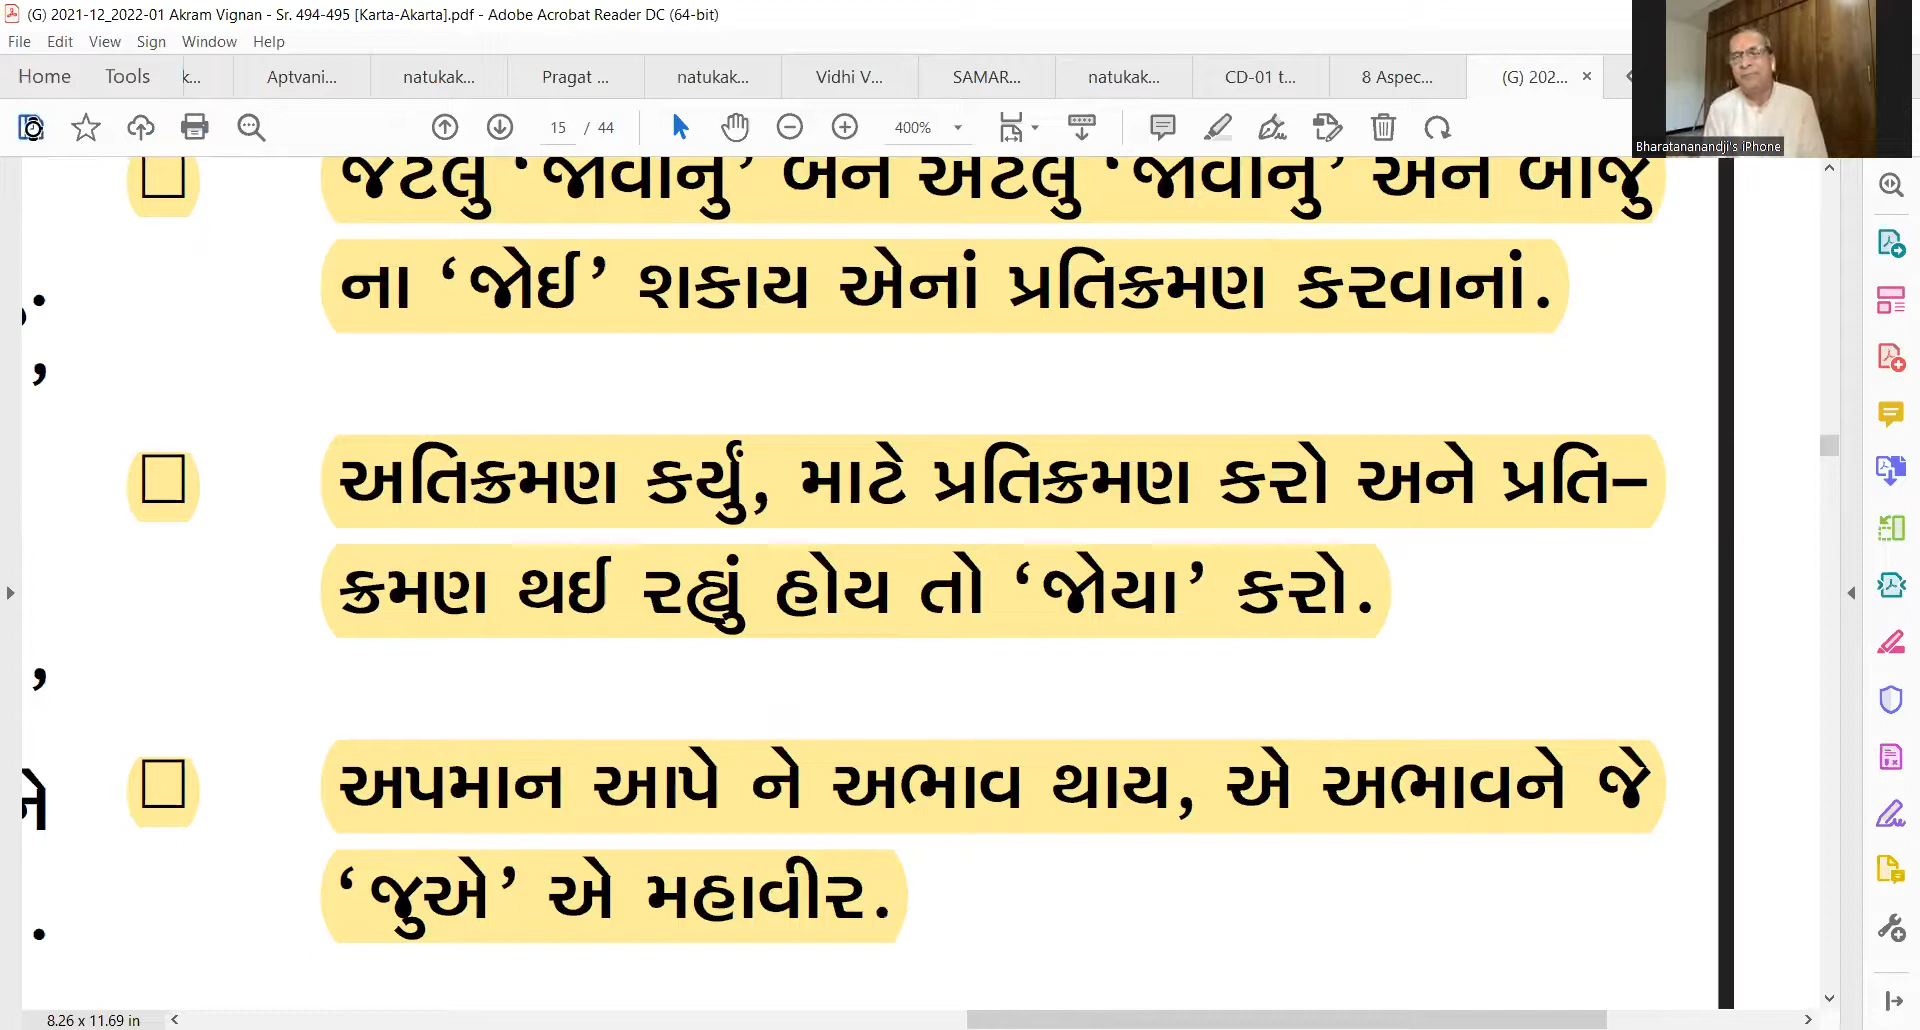 (G) 2021-12_2022-01 Akram Vignan - Sr. 494-495 [Karta-Akarta].pdf - Adobe Acrobat Reader DC (64-bit)
File Edit View Sign Window Help
Home Tools k... Aptvani... natukak... Pragat ... natukak... Vidhi V... SAMAR... natukak... CD-01 t... 8 Aspec... (G) 202...
15 / 44 400%
Bharatananandji's iPhone
જેટલું ‘જોવાનું’ બને એટલું ‘જોવાનું’ અને બીજું
ના ‘જોઈ’ શકાય એનાં પ્રતિક્રમણ કરવાનાં.
અતિક્રમણ કર્યું, માટે પ્રતિક્રમણ કરો અને પ્રતિ-
ક્રમણ થઈ રહ્યું હોય તો ‘જોયા’ કરો.
અપમાન આપે ને અભાવ થાય, એ અભાવને જે
‘જુએ’ એ મહાવીર.
8.26 x 11.69 in